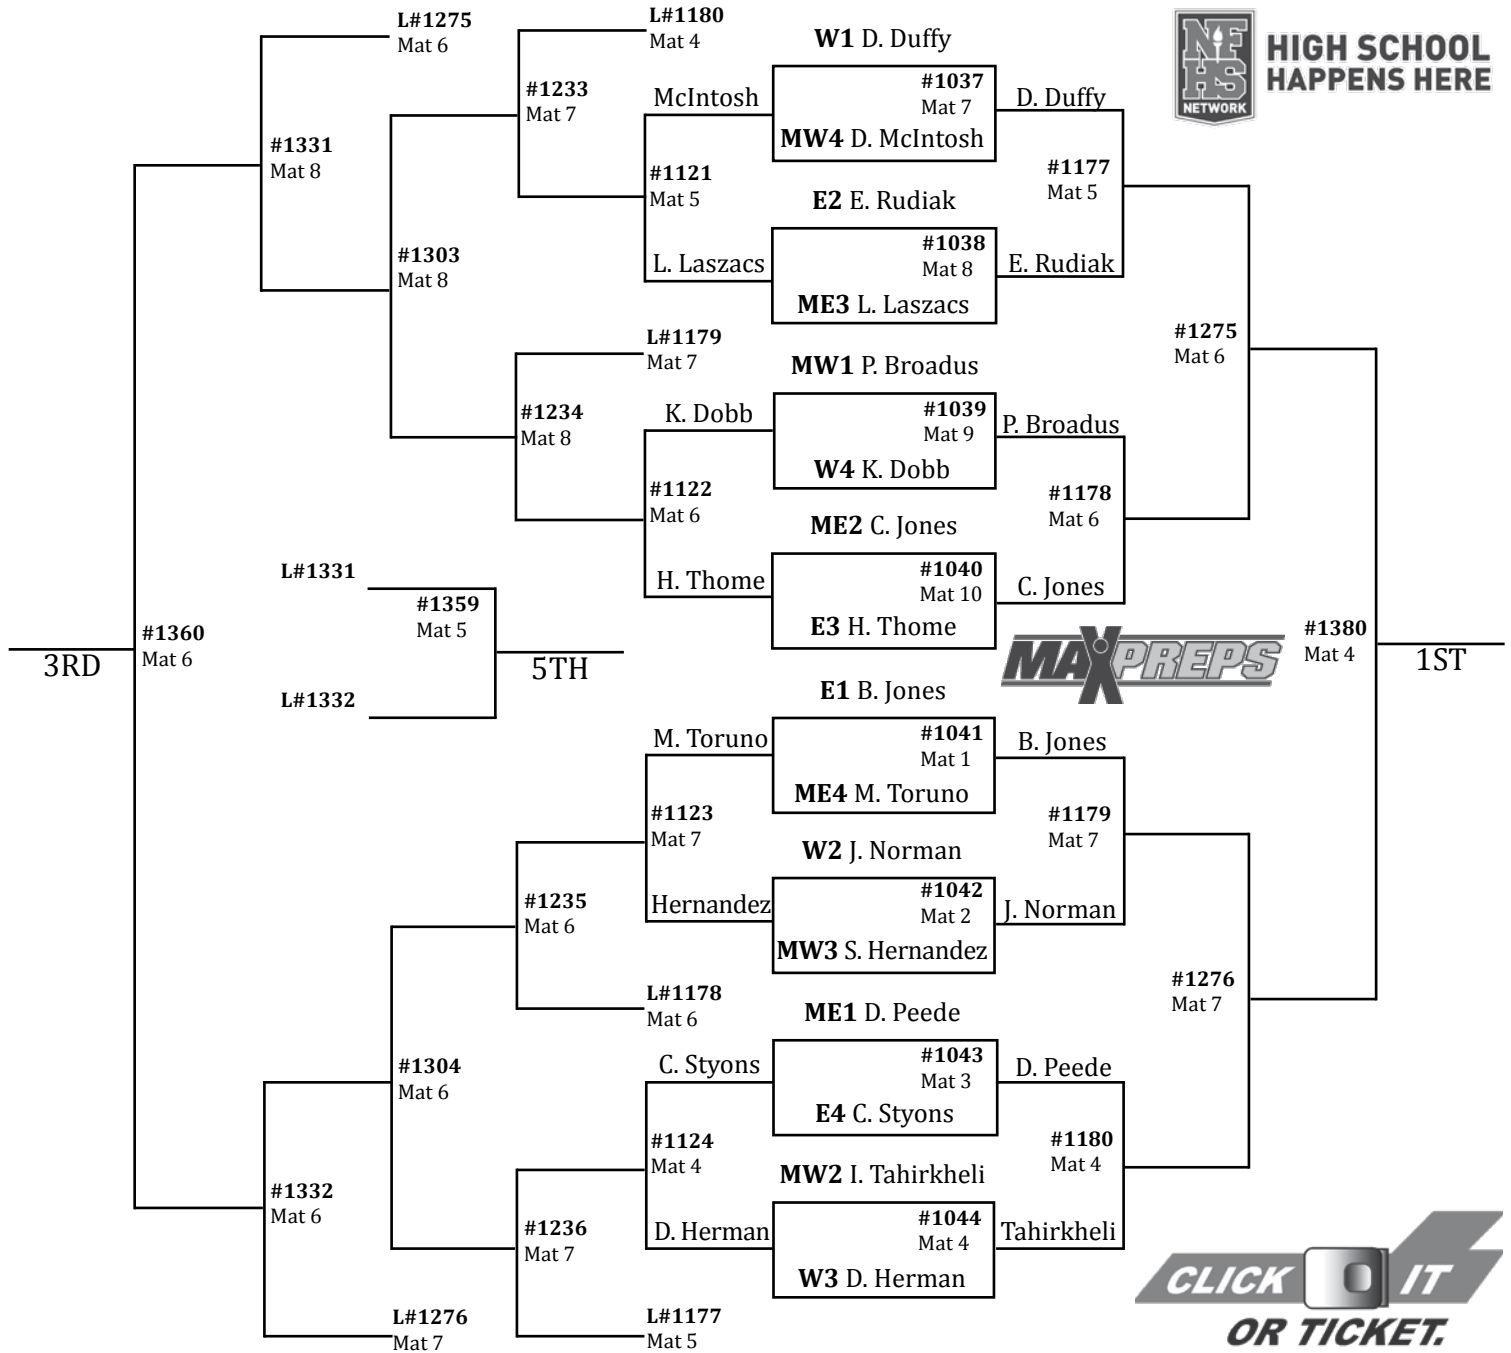 L#1275
Mat 6
L#1180
Mat 4
W1 D. Duffy
NF
HS
NETWORK
HIGH SCHOOL
HAPPENS HERE
#1233
Mat 7
McIntosh
#1037
Mat 7
D. Duffy
MW4 D. McIntosh
#1331
Mat 8
#1121
Mat 5
#1177
Mat 5
E2 E. Rudiak
#1303
Mat 8
L. Laszacs
#1038
Mat 8
E. Rudiak
ME3 L. Laszacs
L#1179
Mat 7
#1275
Mat 6
MW1 P. Broadus
#1234
Mat 8
K. Dobb
#1039
Mat 9
P. Broadus
W4 K. Dobb
#1122
Mat 6
#1178
Mat 6
ME2 C. Jones
L#1331
H. Thome
#1040
Mat 10
C. Jones
#1359
Mat 5
E3 H. Thome
#1360
Mat 6
3RD
5TH
MAXPREPS
#1380
Mat 4
1ST
L#1332
E1 B. Jones
M. Toruno
#1041
Mat 1
B. Jones
ME4 M. Toruno
#1123
Mat 7
#1179
Mat 7
W2 J. Norman
#1235
Mat 6
Hernandez
#1042
Mat 2
J. Norman
MW3 S. Hernandez
L#1178
Mat 6
#1276
Mat 7
ME1 D. Peede
#1304
Mat 6
C. Styons
#1043
Mat 3
D. Peede
E4 C. Styons
#1124
Mat 4
#1180
Mat 4
MW2 I. Tahirkheli
#1332
Mat 6
#1236
Mat 7
D. Herman
#1044
Mat 4
Tahirkheli
W3 D. Herman
L#1276
Mat 7
L#1177
Mat 5
CLICK IT
OR TICKET.